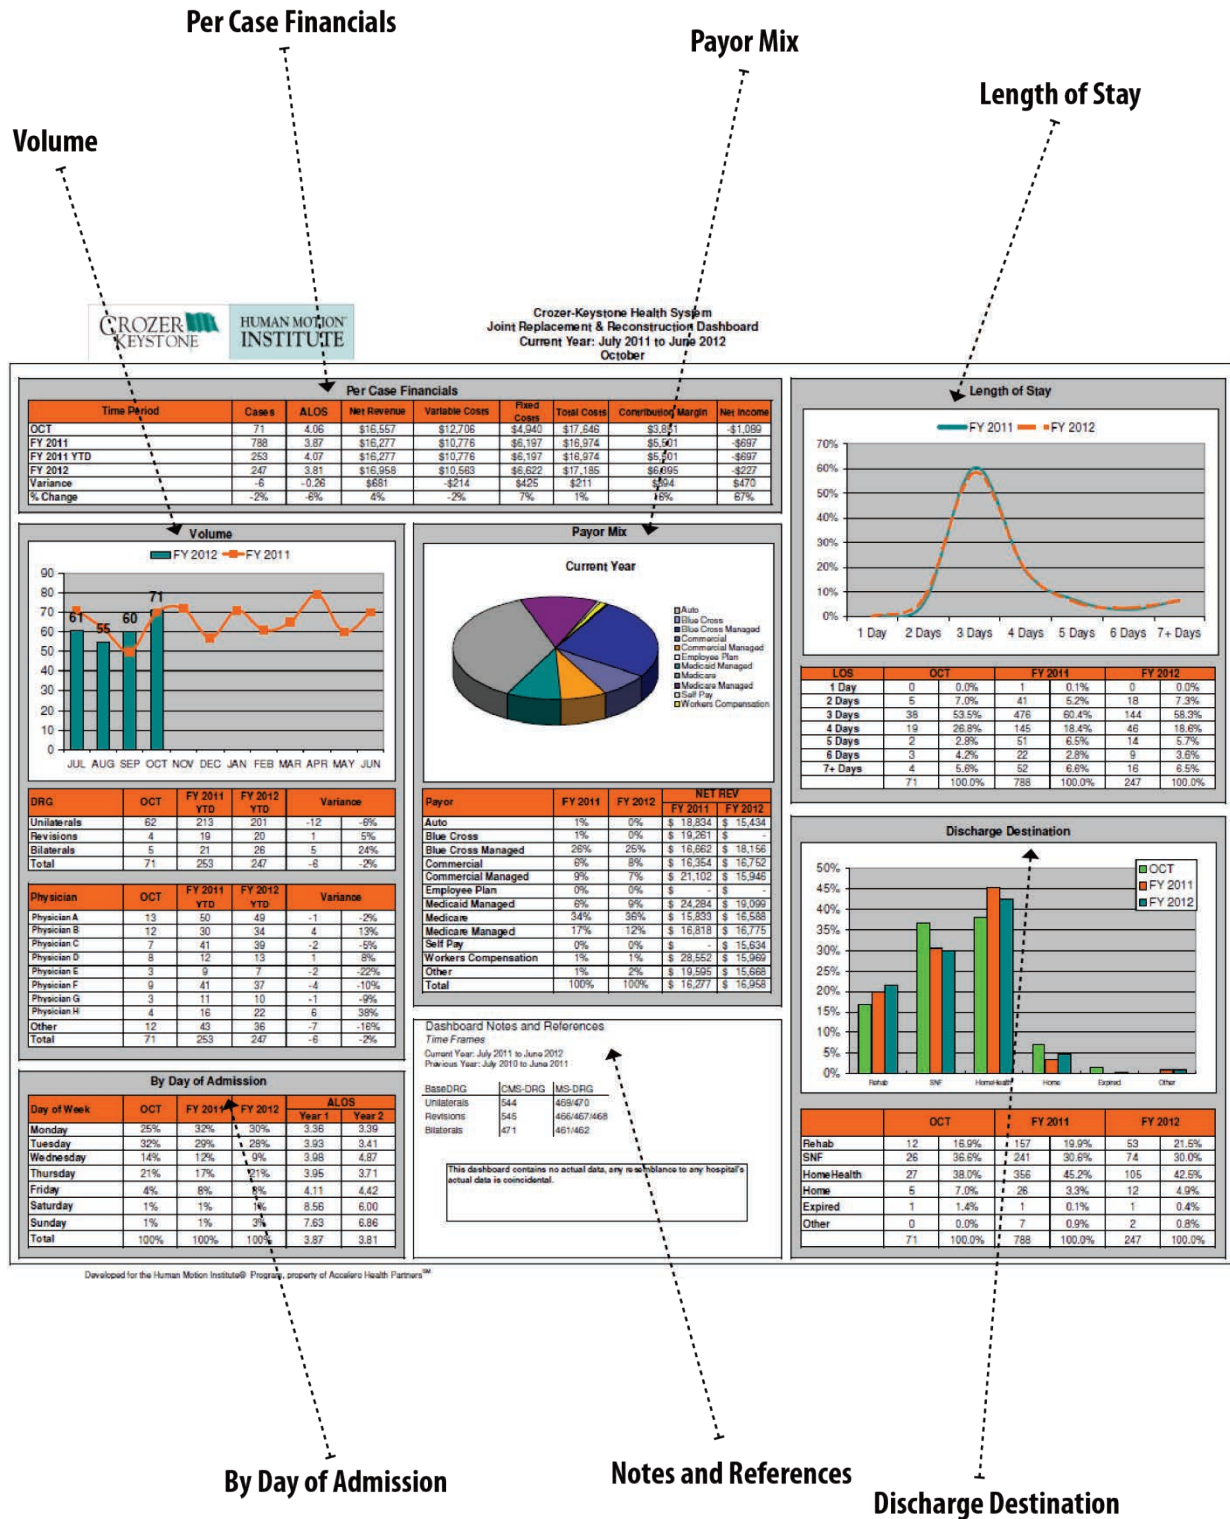 Per Case Financials
Payor Mix
Length of Stay
Volume
CROZER KEYSTONE
HUMAN MOTION INSTITUTE
Crozer-Keystone Health System
Joint Replacement & Reconstruction Dashboard
Current Year: July 2011 to June 2012
October
Per Case Financials
Time Period Cases ALOS Net Revenue Variable Costs Fixed Costs Total Costs Contribution Margin Net Income
OCT 71 4.06 $16,557 $12,706 $4,940 $17,646 $3,851 -$1,089
FY 2011 788 3.87 $16,277 $10,776 $6,197 $16,974 $5,501 -$697
FY 2011 YTD 253 4.07 $16,277 $10,776 $6,197 $16,974 $5,501 -$697
FY 2012 247 3.81 $16,958 $10,563 $6,622 $17,185 $6,395 -$227
Variance -6 -0.26 $681 -$214 $425 $211 $894 $470
% Change -2% -6% 4% -2% 7% 1% 16% 67%
Volume
FY 2012 FY 2011
90
80
70
60
50
40
30
20
10
0
61 55 60 71
JUL AUG SEP OCT NOV DEC JAN FEB MAR APR MAY JUN
DRG OCT FY 2011 YTD FY 2012 YTD Variance
Unilaterals 62 213 201 -12 -6%
Revisions 4 19 20 1 5%
Bilaterals 5 21 26 5 24%
Total 71 253 247 -6 -2%
Physician OCT FY 2011 YTD FY 2012 YTD Variance
Physician A 13 50 49 -1 -2%
Physician B 12 30 34 4 13%
Physician C 7 41 39 -2 -5%
Physician D 8 12 13 1 8%
Physician E 3 9 7 -2 -22%
Physician F 9 41 37 -4 -10%
Physician G 3 11 10 -1 -9%
Physician H 4 16 22 6 38%
Other 12 43 36 -7 -16%
Total 71 253 247 -6 -2%
By Day of Admission
Day of Week OCT FY 2011 FY 2012 ALOS
Year 1 Year 2
Monday 25% 32% 30% 3.36 3.39
Tuesday 32% 29% 28% 3.93 3.41
Wednesday 14% 12% 9% 3.98 4.87
Thursday 21% 17% 21% 3.95 3.71
Friday 4% 8% 8% 4.11 4.42
Saturday 1% 1% 1% 8.56 6.00
Sunday 1% 1% 3% 7.63 6.86
Total 100% 100% 100% 3.87 3.81
Payor Mix
Current Year
Auto
Blue Cross
Blue Cross Managed
Commercial
Commercial Managed
Employee Plan
Medicaid Managed
Medicare
Medicare Managed
Self Pay
Workers Compensation
Payor FY 2011 FY 2012 NET REV
FY 2011 FY 2012
Auto 1% 0% $ 18,834 $ 15,434
Blue Cross 1% 0% $ 19,261 $ -
Blue Cross Managed 26% 25% $ 16,662 $ 18,156
Commercial 6% 8% $ 16,354 $ 16,752
Commercial Managed 9% 7% $ 21,102 $ 15,946
Employee Plan 0% 0% $ - $ -
Medicaid Managed 6% 9% $ 24,284 $ 19,099
Medicare 34% 36% $ 15,833 $ 16,588
Medicare Managed 17% 12% $ 16,818 $ 16,775
Self Pay 0% 0% $ - $ 15,634
Workers Compensation 1% 1% $ 28,552 $ 15,969
Other 1% 2% $ 19,595 $ 15,668
Total 100% 100% $ 16,277 $ 16,958
Dashboard Notes and References
Time Frames
Current Year: July 2011 to June 2012
Previous Year: July 2010 to June 2011
BaseDRG CMS-DRG MS-DRG
Unilaterals 544 469/470
Revisions 545 466/467/468
Bilaterals 471 461/462
This dashboard contains no actual data, any resemblance to any hospital's
actual data is coincidental.
Length of Stay
FY 2011 FY 2012
70%
60%
50%
40%
30%
20%
10%
0%
1 Day 2 Days 3 Days 4 Days 5 Days 6 Days 7+ Days
LOS OCT FY 2011 FY 2012
1 Day 0 0.0% 1 0.1% 0 0.0%
2 Days 5 7.0% 41 5.2% 18 7.3%
3 Days 38 53.5% 476 60.4% 144 58.3%
4 Days 19 26.8% 145 18.4% 46 18.6%
5 Days 2 2.8% 51 6.5% 14 5.7%
6 Days 3 4.2% 22 2.8% 9 3.6%
7+ Days 4 5.6% 52 6.6% 16 6.5%
71 100.0% 788 100.0% 247 100.0%
Discharge Destination
OCT
FY 2011
FY 2012
50%
45%
40%
35%
30%
25%
20%
15%
10%
5%
0%
Rehab SNF HomeHealth Home Expired Other
OCT FY 2011 FY 2012
Rehab 12 16.9% 157 19.9% 53 21.5%
SNF 26 36.6% 241 30.6% 74 30.0%
HomeHealth 27 38.0% 356 45.2% 105 42.5%
Home 5 7.0% 26 3.3% 12 4.9%
Expired 1 1.4% 1 0.1% 1 0.4%
Other 0 0.0% 7 0.9% 2 0.8%
71 100.0% 788 100.0% 247 100.0%
Developed for the Human Motion Institute® Program, property of Accelero Health Partners℠
By Day of Admission
Notes and References
Discharge Destination